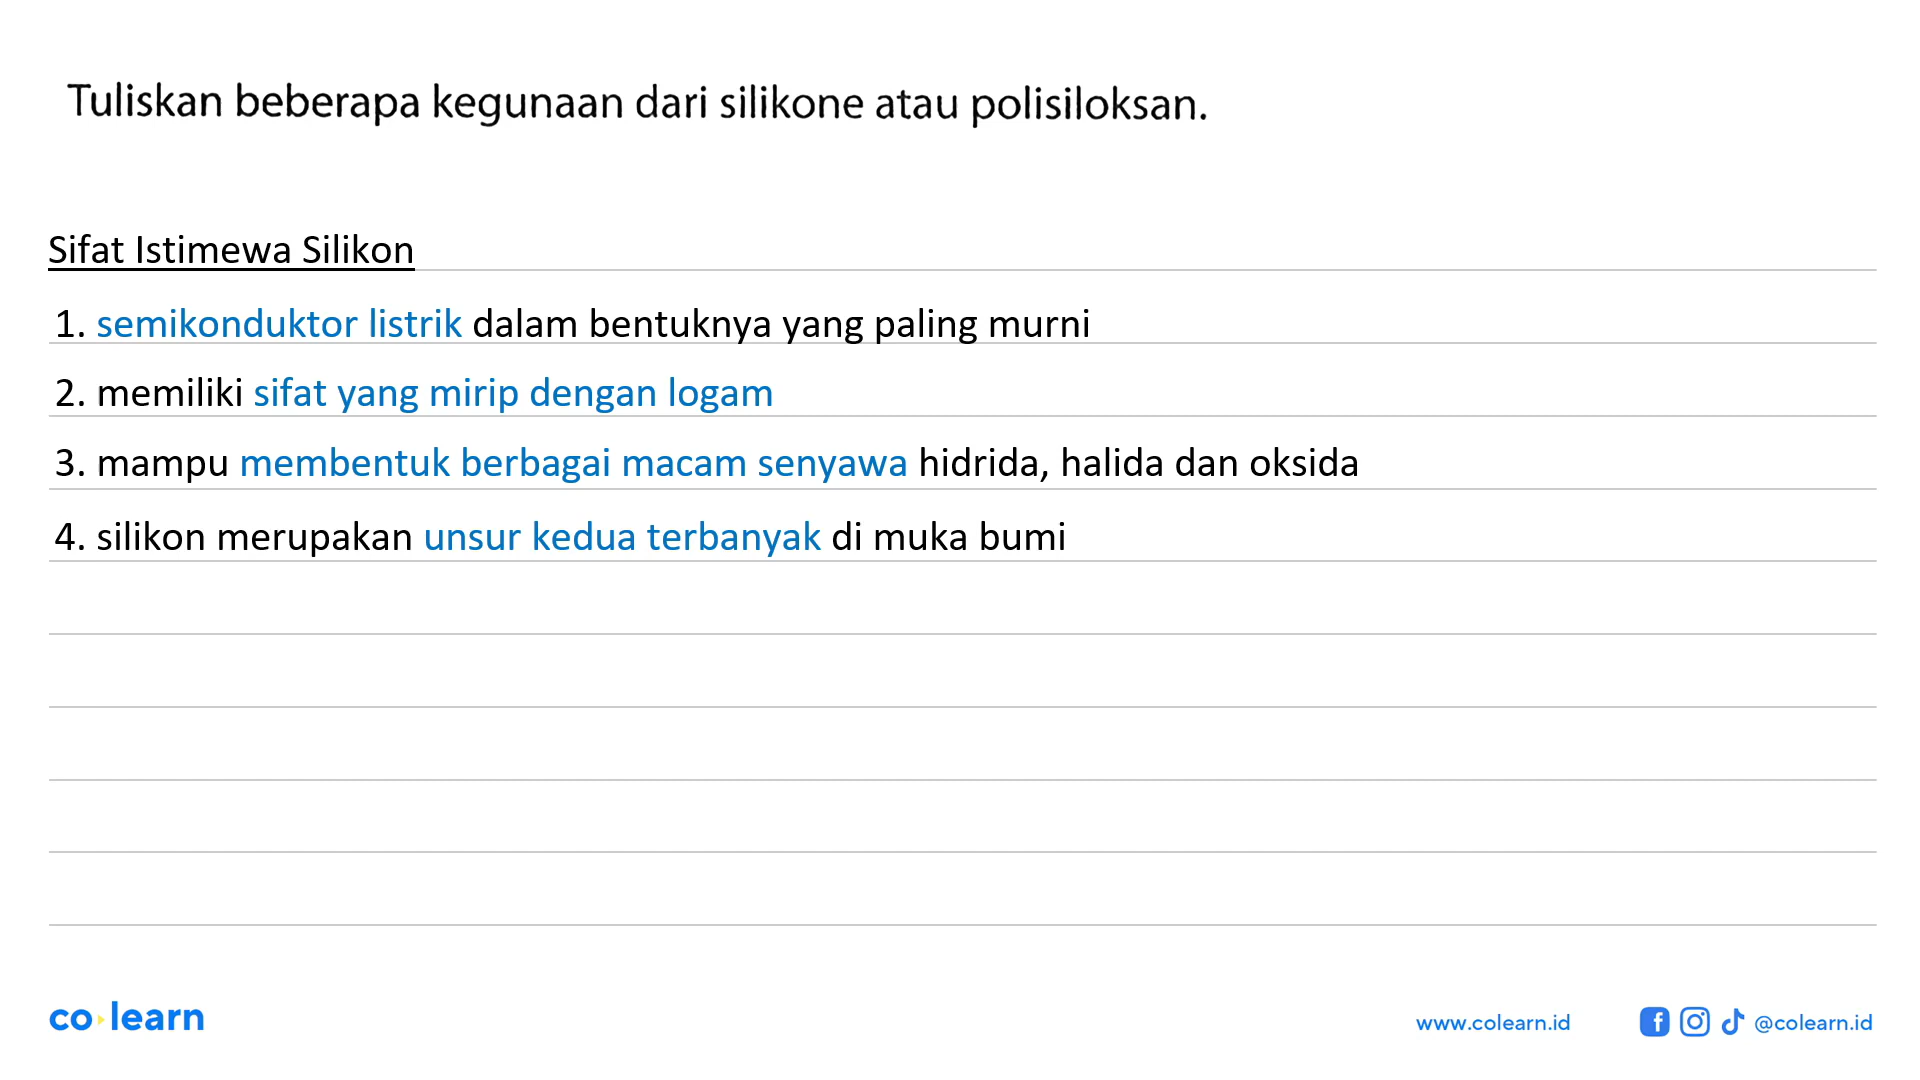 Tuliskan beberapa kegunaan dari silikone atau polisiloksan.
Sifat Istimewa Silikon
1. semikonduktor listrik dalam bentuknya yang paling murni
2. memiliki sifat yang mirip dengan logam
3. mampu membentuk berbagai macam senyawa hidrida, halida dan oksida
4. silikon merupakan unsur kedua terbanyak di muka bumi
co learn
www.colearn.id
@colearn.id